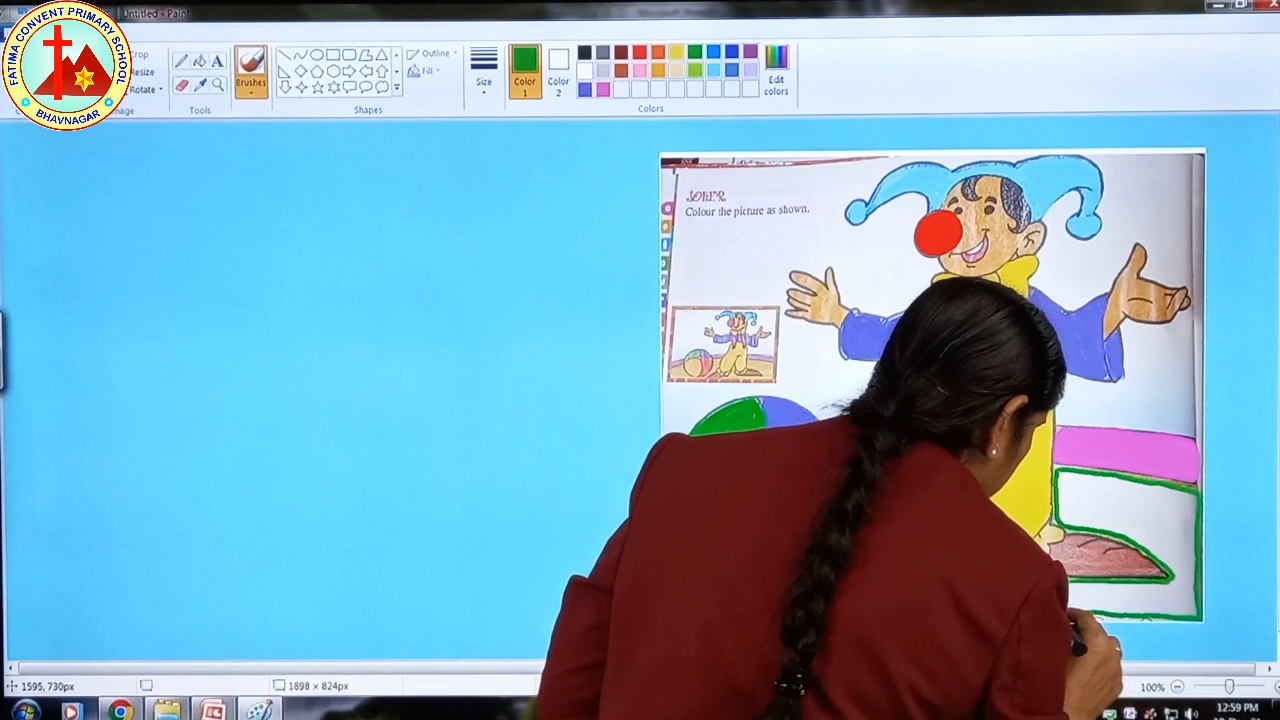 Untitled - Paint
FATIMA CONVENT PRIMARY SCHOOL
BHAVNAGAR
Crop
Resize
Rotate
Tools
Brushes
Shapes
Outline
Fill
Size
Color
1
Color
2
Edit
colors
Colors
JOKER
Colour the picture as shown.
1595, 730px
1898 × 824px
100%
12:59 PM